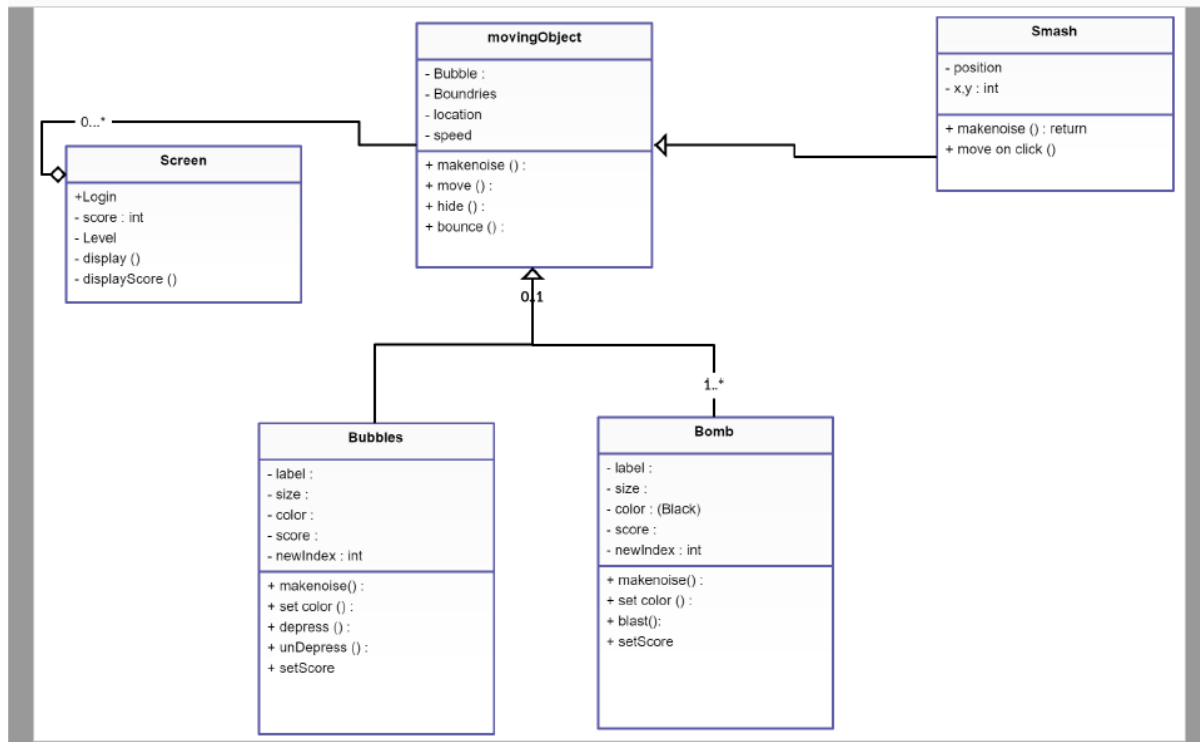 movingObject
- Bubble :
- Boundries
- location
- speed
+ makenoise () :
+ move () :
+ hide () :
+ bounce () :
Smash
- position
- x,y : int
+ makenoise () : return
+ move on click ()
0...*
Screen
+Login
- score : int
- Level
- display ()
- displayScore ()
0..1
1..*
Bubbles
- label :
- size :
- color :
- score :
- newIndex : int
+ makenoise() :
+ set color () :
+ depress () :
+ unDepress () :
+ setScore
Bomb
- label :
- size :
- color : (Black)
- score :
- newIndex : int
+ makenoise() :
+ set color () :
+ blast():
+ setScore